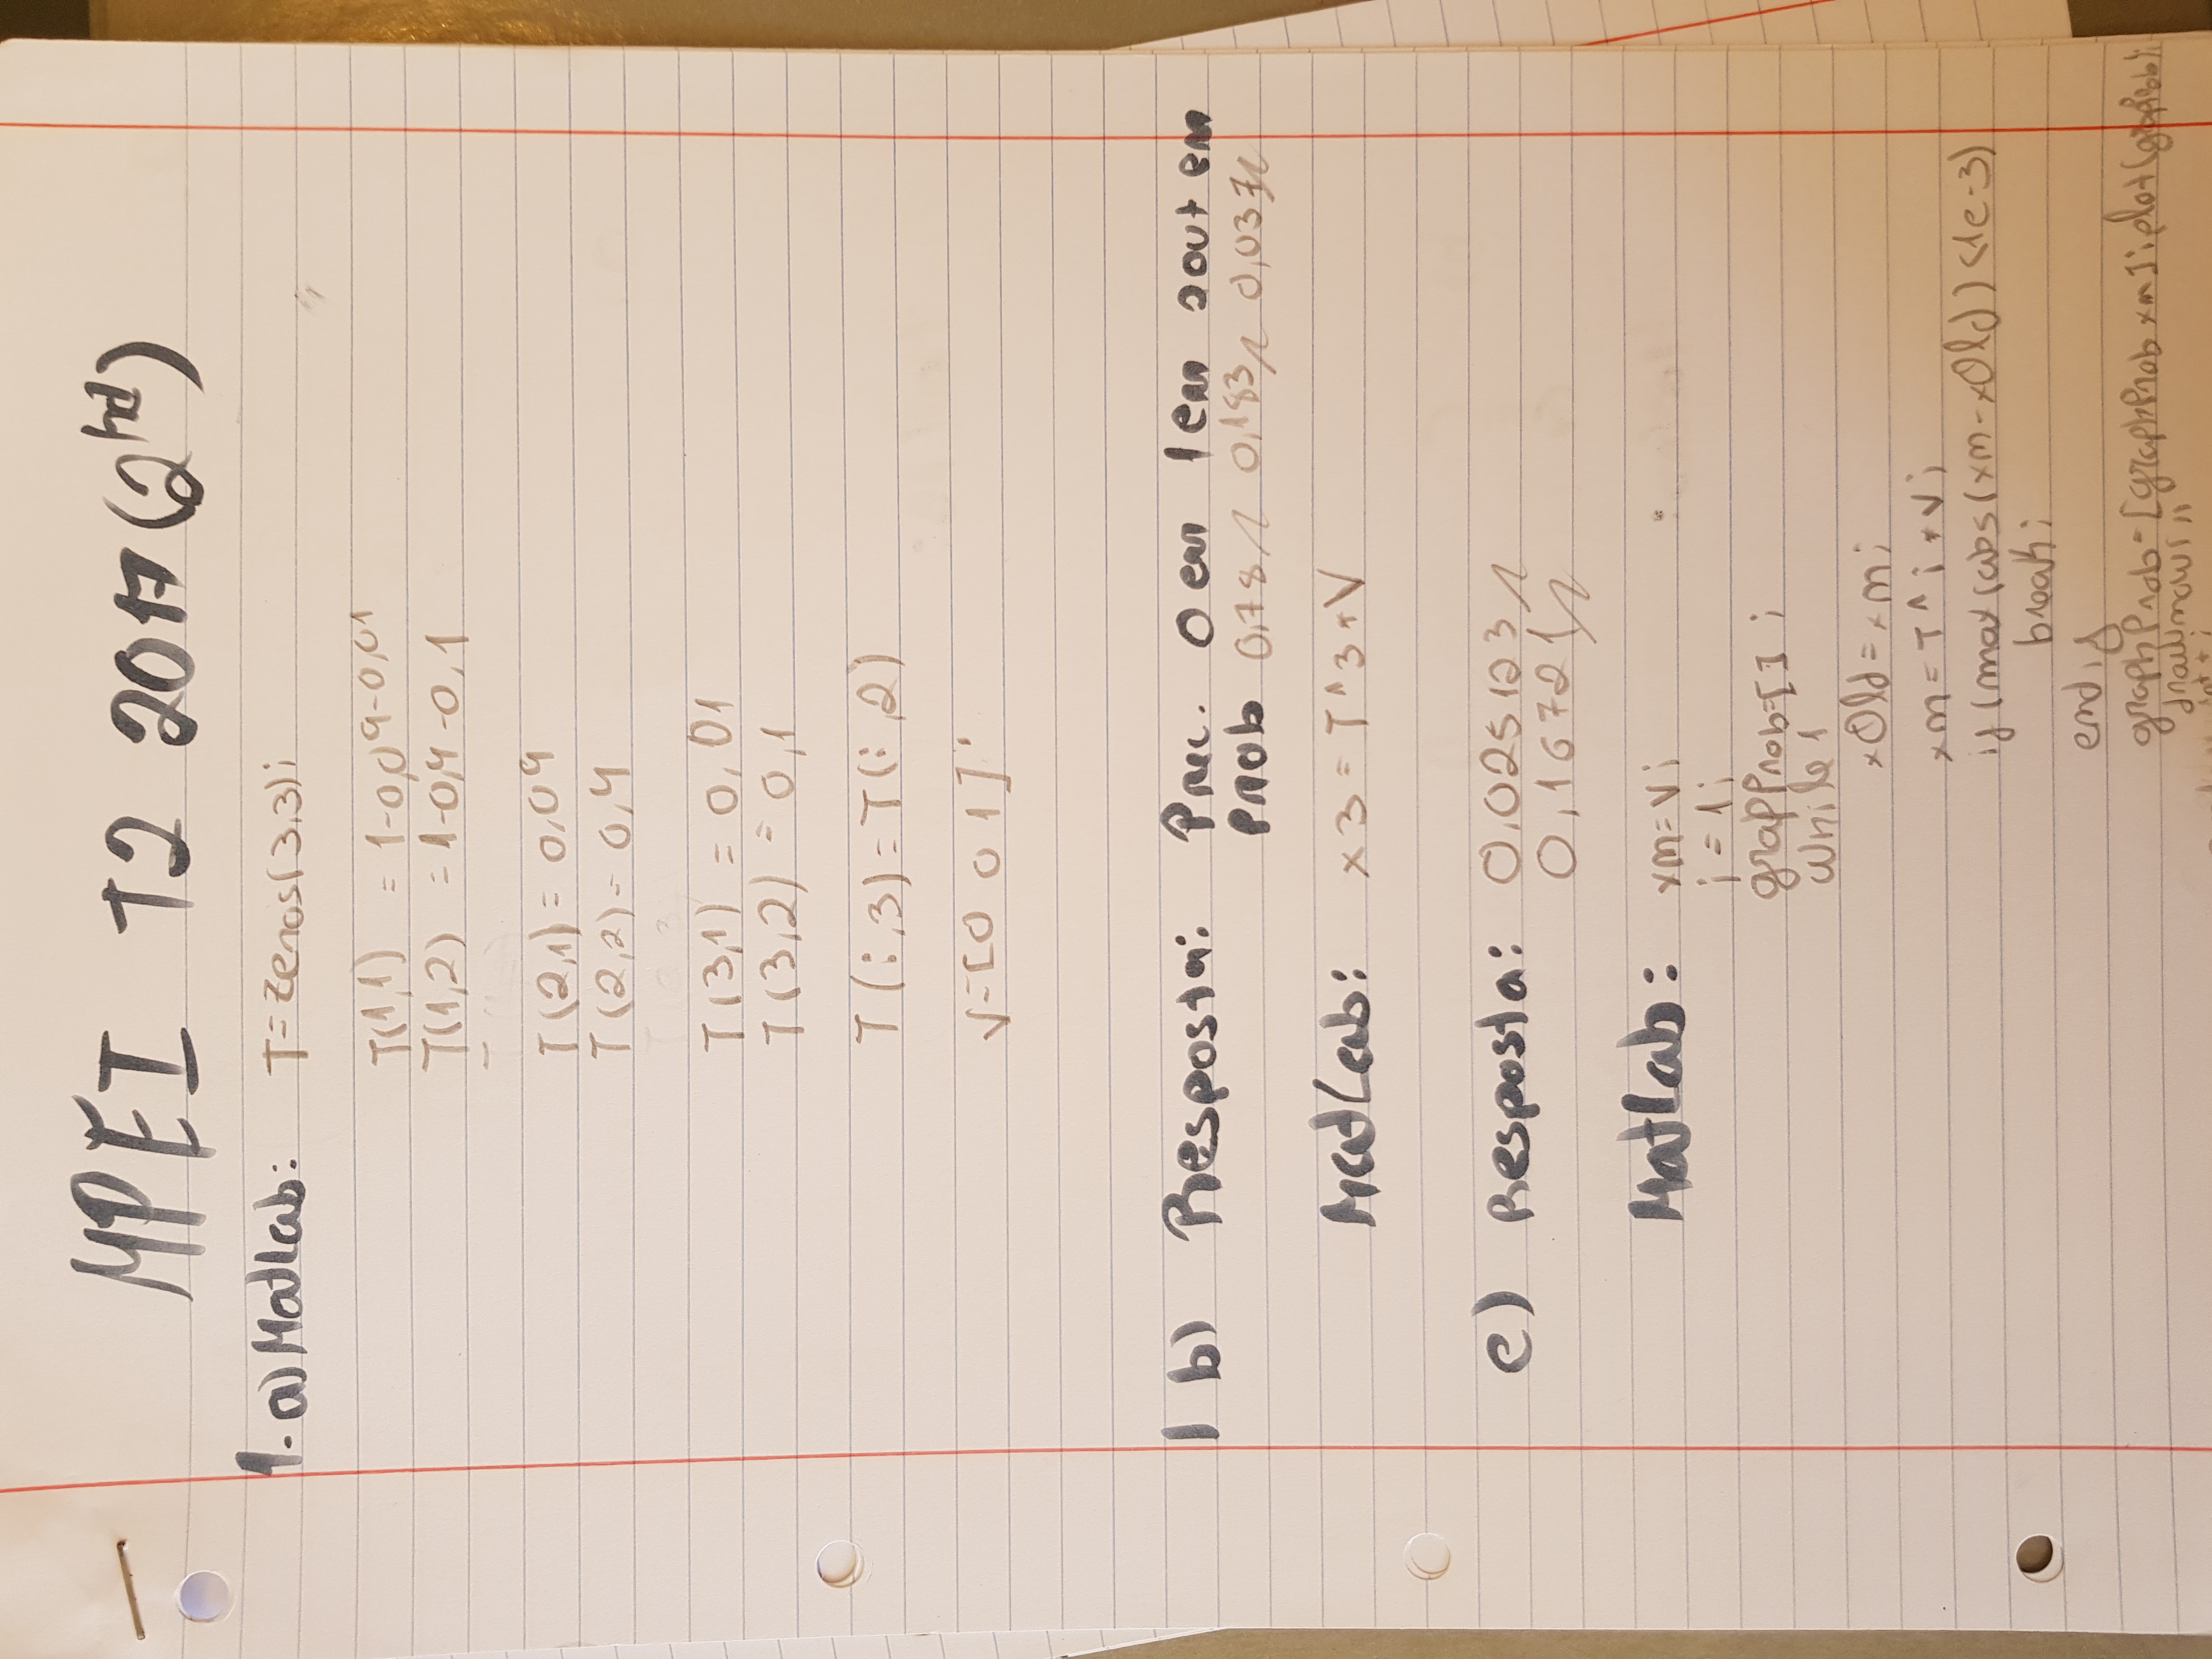 MPEI T2 2017 (2nd)
1. a) MatLab: T=zeros(3,3);
T(1,1) = 1-0,09-0,01
T(1,2) = 1-0,4-0,1
T(2,1) = 0,09
T(2,2) = 0,4
T(3,1) = 0,01
T(3,2) = 0,1
T(:,3) = T(:,2)
V=[0 0 1]'
1 b) Resposta: Prec. 0 em 1 em 2 out em
Prob 0,78// 0,183// 0,037//
MatLab: x3 = T^3*V
c) Resposta: 0,025123//
0,16721//
MatLab: xm=V;
i = 1;
grapProb=[];
while 1
xOld=xm;
xm=T^i*V;
if (max(abs(xm-xOld)) <1e-3)
break;
end if
graphProb=[graphProb xm]; plot(graphProb);
drawnow();